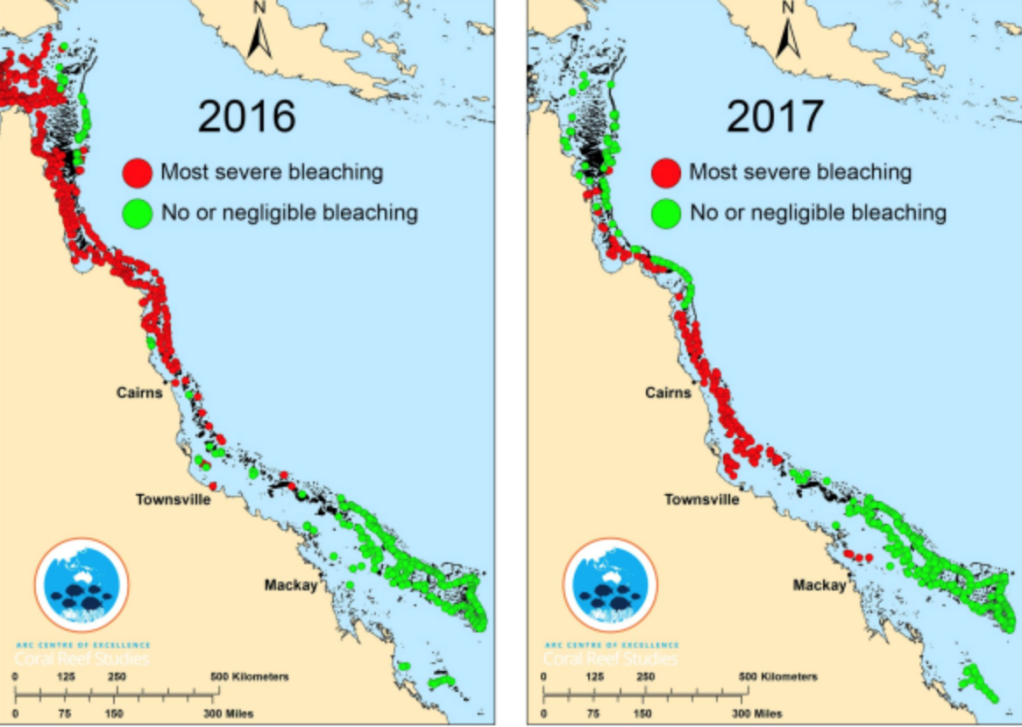 N
2016
Most severe bleaching
No or negligible bleaching
Cairns
Townsville
Mackay
ARC CENTRE OF EXCELLENCE
Coral Reef Studies
0 125 250 500 Kilometers
0 75 150 300 Miles
N
2017
Most severe bleaching
No or negligible bleaching
Cairns
Townsville
Mackay
ARC CENTRE OF EXCELLENCE
Coral Reef Studies
0 125 250 500 Kilometers
0 75 150 300 Miles